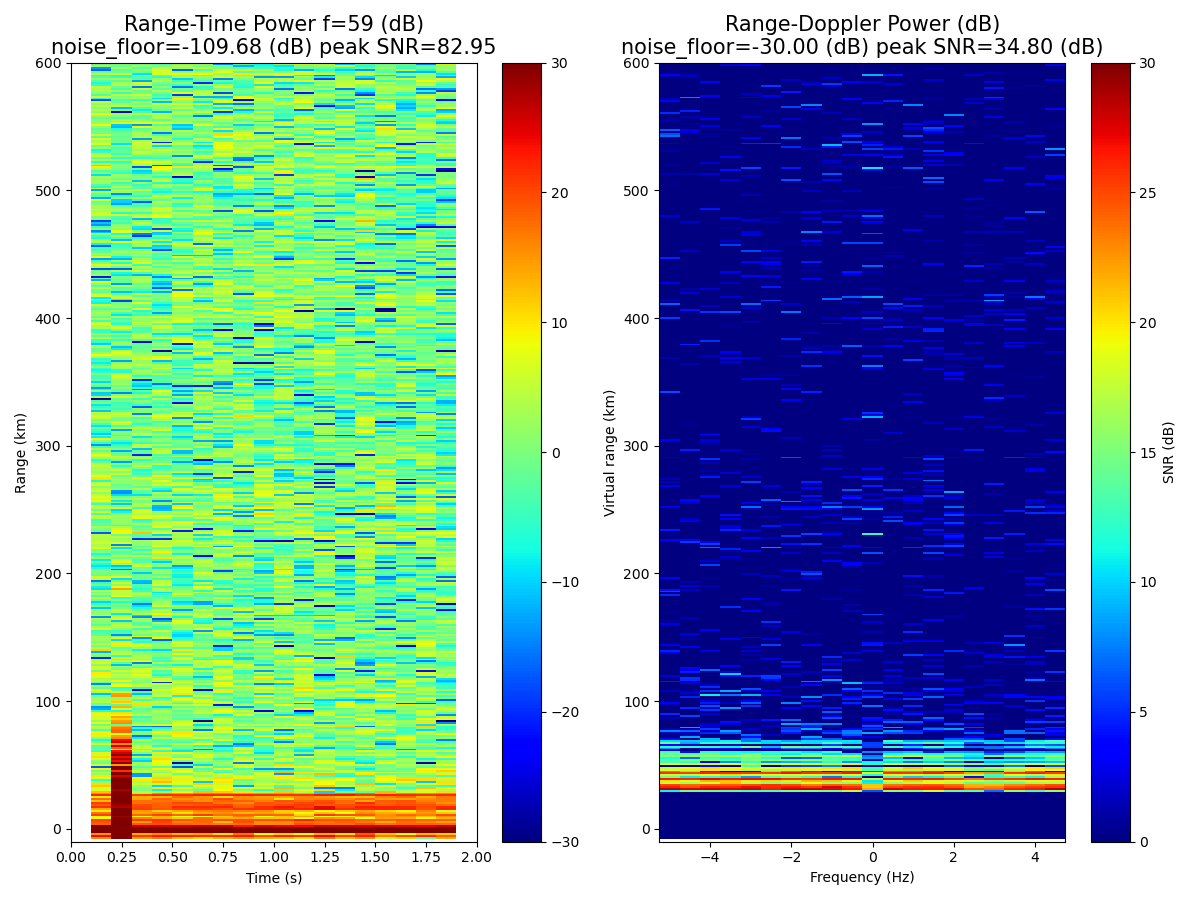 Range-Time Power f=59 (dB)
noise_floor=-109.68 (dB) peak SNR=82.95
600
500
400
300
200
100
0
Range (km)
0.00 0.25 0.50 0.75 1.00 1.25 1.50 1.75 2.00
Time (s)
30
20
10
0
−10
−20
−30
Range-Doppler Power (dB)
noise_floor=-30.00 (dB) peak SNR=34.80 (dB)
600
500
400
300
200
100
0
Virtual range (km)
−4 −2 0 2 4
Frequency (Hz)
30
25
20
15
10
5
0
SNR (dB)